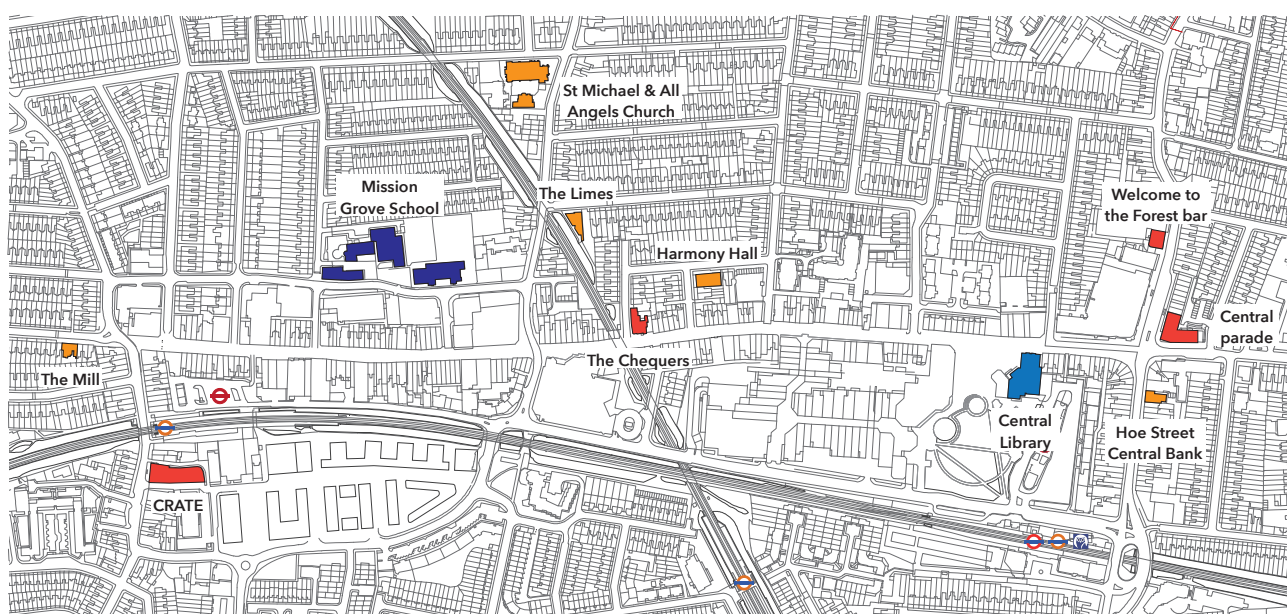 St Michael & All
Angels Church
Mission
Grove School
The Limes
Welcome to
the Forest bar
Harmony Hall
Central
parade
The Chequers
The Mill
Central
Library
Hoe Street
Central Bank
CRATE